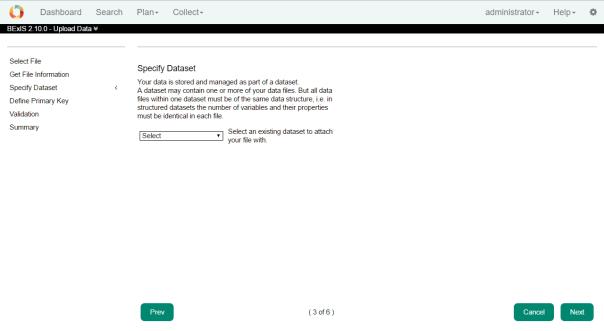 Dashboard Search Plan Collect administrator Help
BExIS 2.10.0 - Upload Data
Select File
Get File Information
Specify Dataset
Define Primary Key
Validation
Summary
Specify Dataset
Your data is stored and managed as part of a dataset.
A dataset may contain one or more of your data files. But all data
files within one dataset must be of the same data structure, i.e. in
structured datasets the number of variables and their properties
must be identical in each file.
Select
Select an existing dataset to attach
your file with.
Prev ( 3 of 6 ) Cancel Next